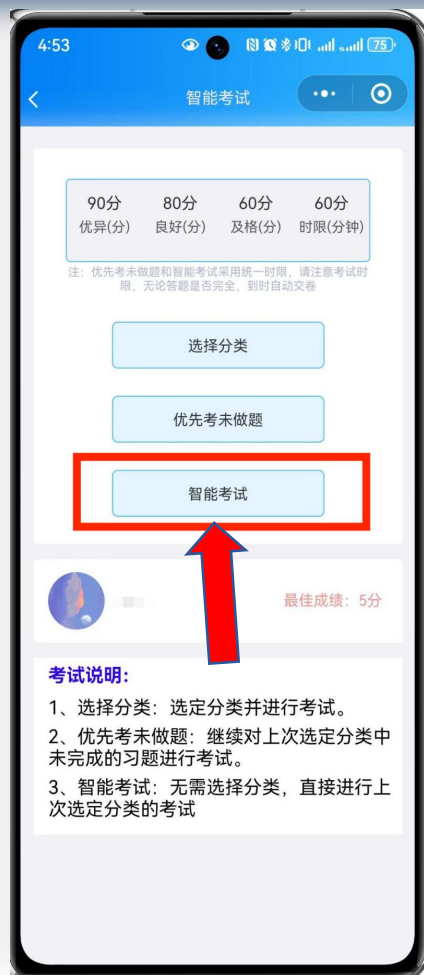 4:53
75
智能考试
90分 80分 60分 60分
优异(分) 良好(分) 及格(分) 时限(分钟)
注：优先考未做题和智能考试采用统一时限，请注意考试时
限，无论答题是否完全，到时自动交卷
选择分类
优先考未做题
智能考试
最佳成绩：5分
考试说明:
1、选择分类：选定分类并进行考试。
2、优先考未做题：继续对上次选定分类中
未完成的习题进行考试。
3、智能考试：无需选择分类，直接进行上
次选定分类的考试